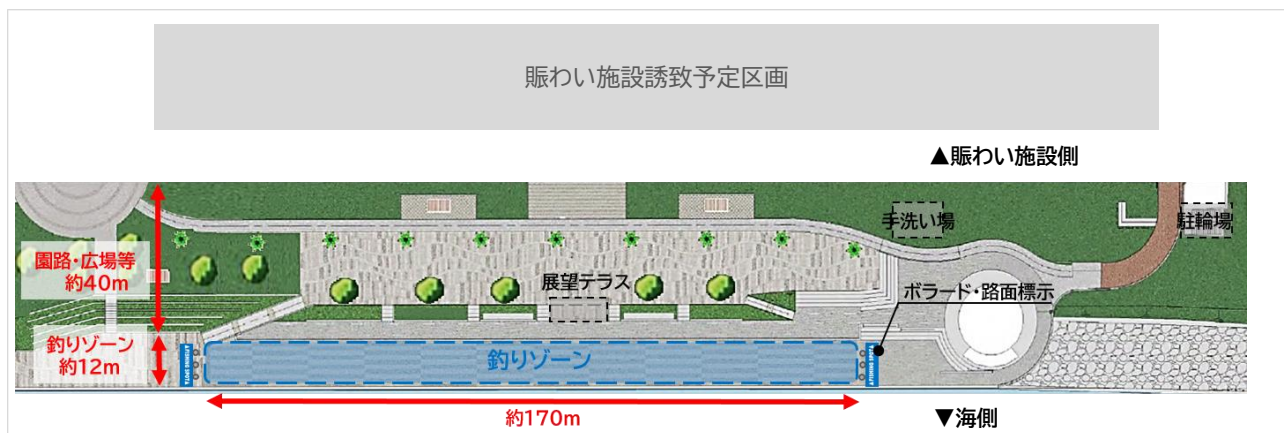 賑わい施設誘致予定区画
▲賑わい施設側
手洗い場
駐輪場
園路・広場等
約40m
展望テラス
ボラード・路面標示
釣りゾーン
約12m
釣りゾーン
約170m
▼海側